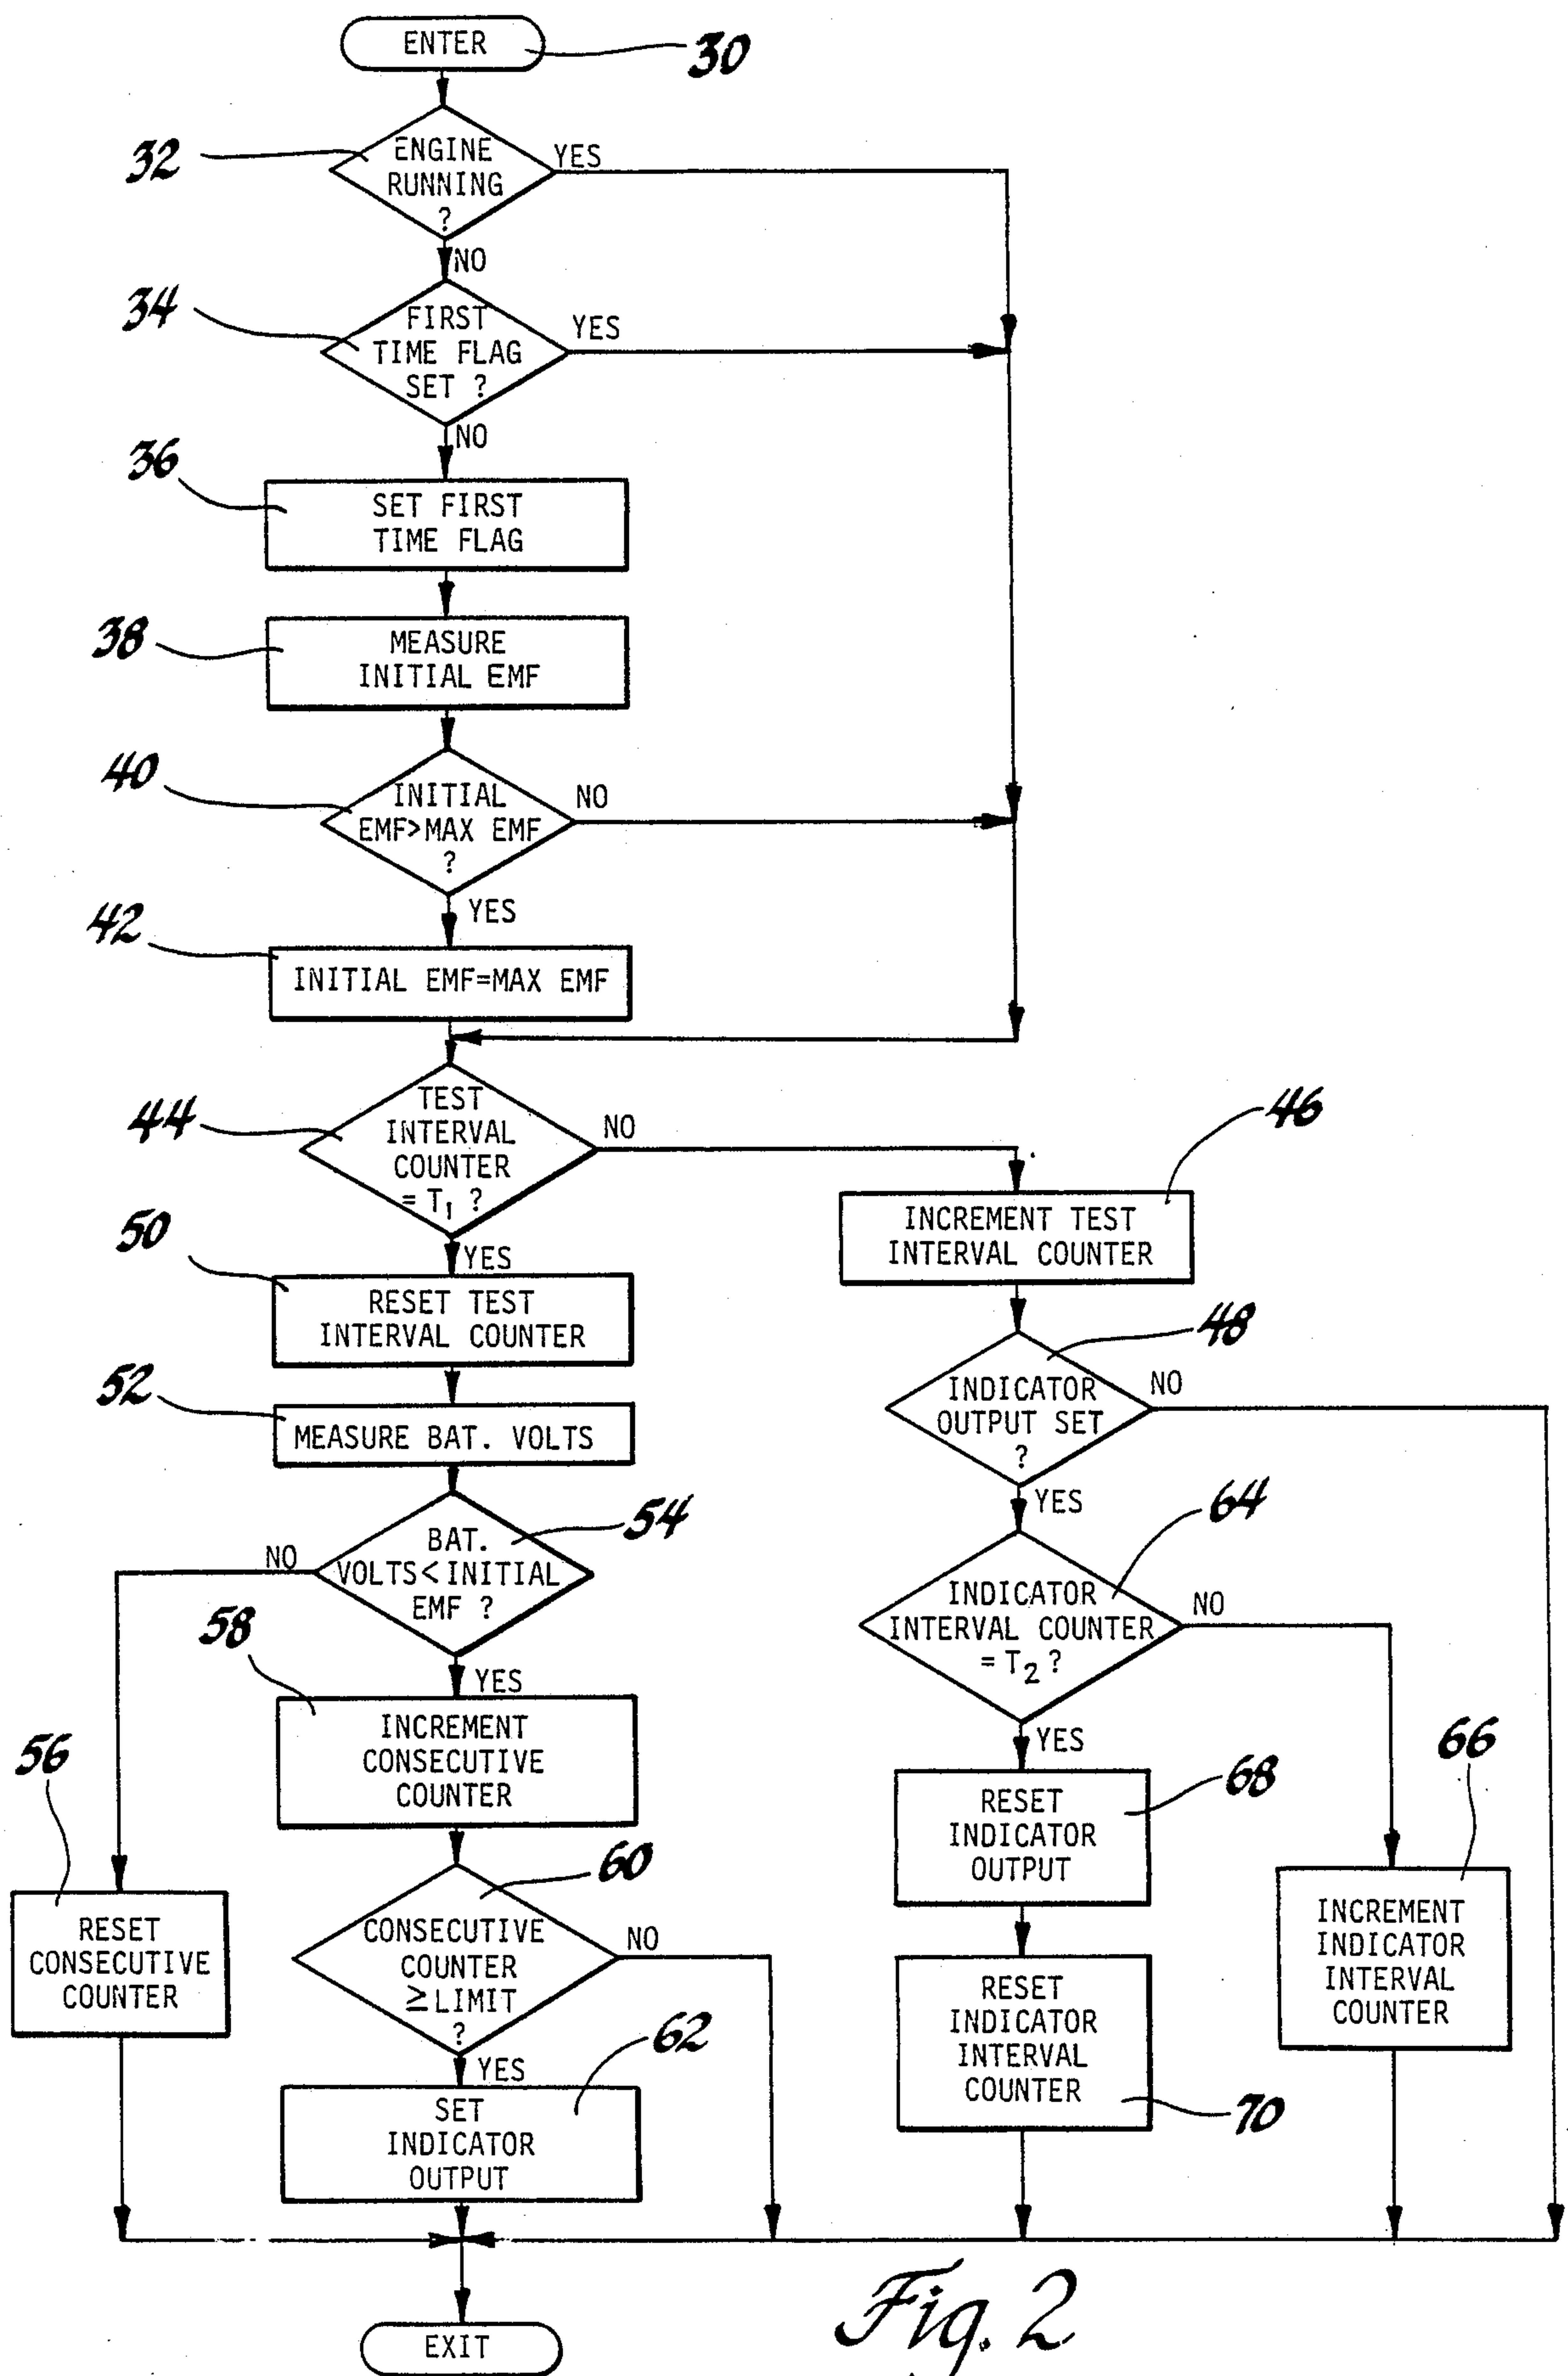 ENTER
30
32
ENGINE
RUNNING
?
YES
NO
34
FIRST
TIME FLAG
SET ?
YES
NO
36
SET FIRST
TIME FLAG
38
MEASURE
INITIAL EMF
40
INITIAL
EMF>MAX EMF
?
NO
YES
42
INITIAL EMF=MAX EMF
44
TEST
INTERVAL
COUNTER
= T1 ?
NO
YES
46
INCREMENT TEST
INTERVAL COUNTER
50
RESET TEST
INTERVAL COUNTER
48
INDICATOR
OUTPUT SET
?
NO
YES
52
MEASURE BAT. VOLTS
54
BAT.
VOLTS<INITIAL
EMF ?
NO
YES
64
INDICATOR
INTERVAL COUNTER
= T2 ?
NO
YES
58
INCREMENT
CONSECUTIVE
COUNTER
56
RESET
CONSECUTIVE
COUNTER
60
CONSECUTIVE
COUNTER
≥ LIMIT
?
NO
YES
68
RESET
INDICATOR
OUTPUT
66
INCREMENT
INDICATOR
INTERVAL
COUNTER
62
SET
INDICATOR
OUTPUT
RESET
INDICATOR
INTERVAL
COUNTER
70
EXIT
Fig. 2